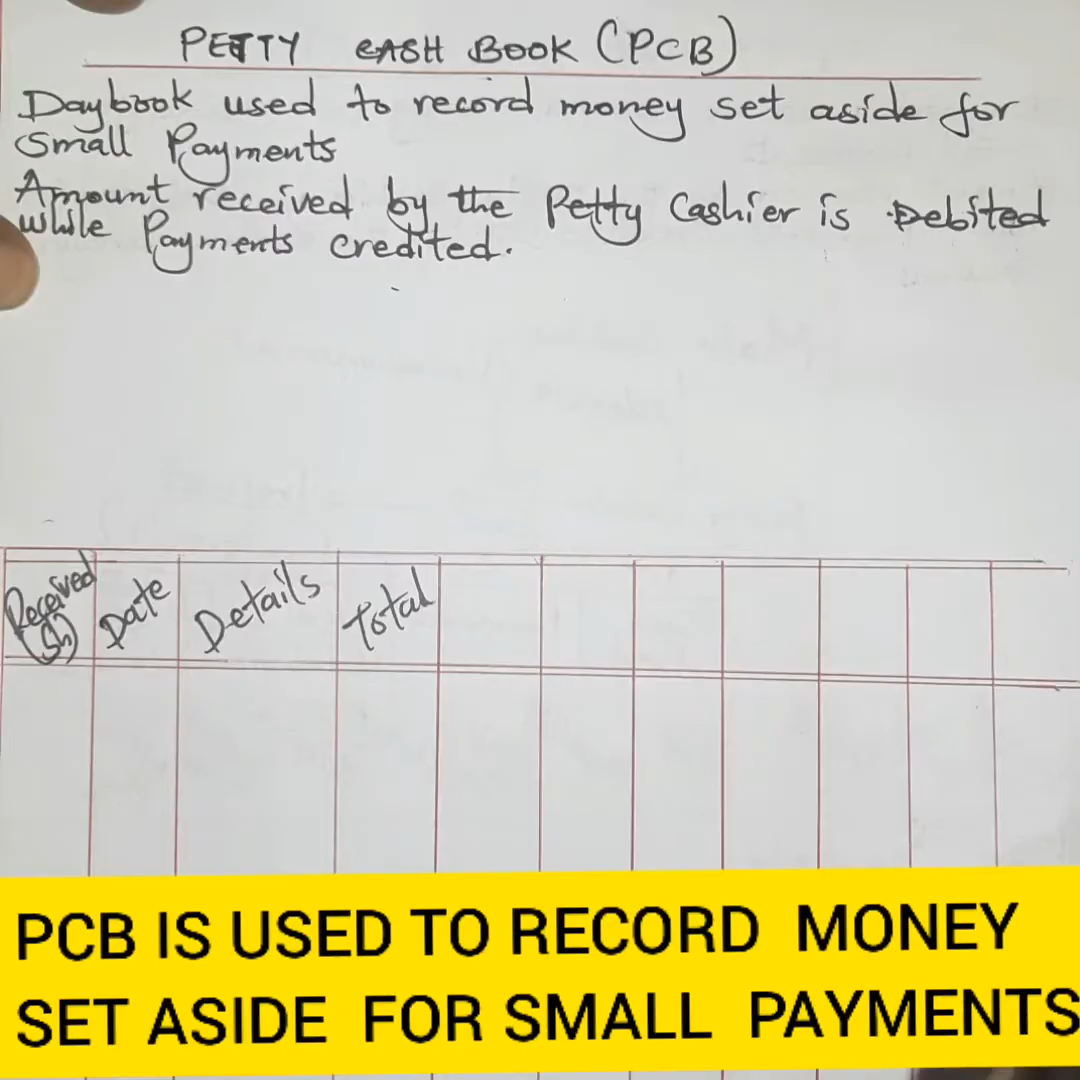 PETTY CASH BOOK (PCB)
Daybook used to record money set aside for
Small Payments
Amount received by the Petty Cashier is Debited
while Payments credited.
Received (Sh) Date Details Total
PCB IS USED TO RECORD MONEY
SET ASIDE FOR SMALL PAYMENTS